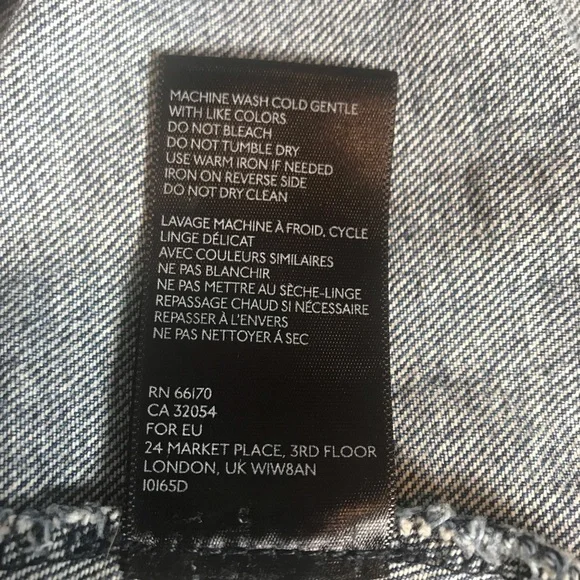 MACHINE WASH COLD GENTLE
WITH LIKE COLORS
DO NOT BLEACH
DO NOT TUMBLE DRY
USE WARM IRON IF NEEDED
IRON ON REVERSE SIDE
DO NOT DRY CLEAN
LAVAGE MACHINE À FROID, CYCLE
LINGE DÉLICAT
AVEC COULEURS SIMILAIRES
NE PAS BLANCHIR
NE PAS METTRE AU SÈCHE-LINGE
REPASSAGE CHAUD SI NÉCESSAIRE
REPASSER À L'ENVERS
NE PAS NETTOYER Á SEC
RN 66170
CA 32054
FOR EU
24 MARKET PLACE, 3RD FLOOR
LONDON, UK W1W8AN
10165D